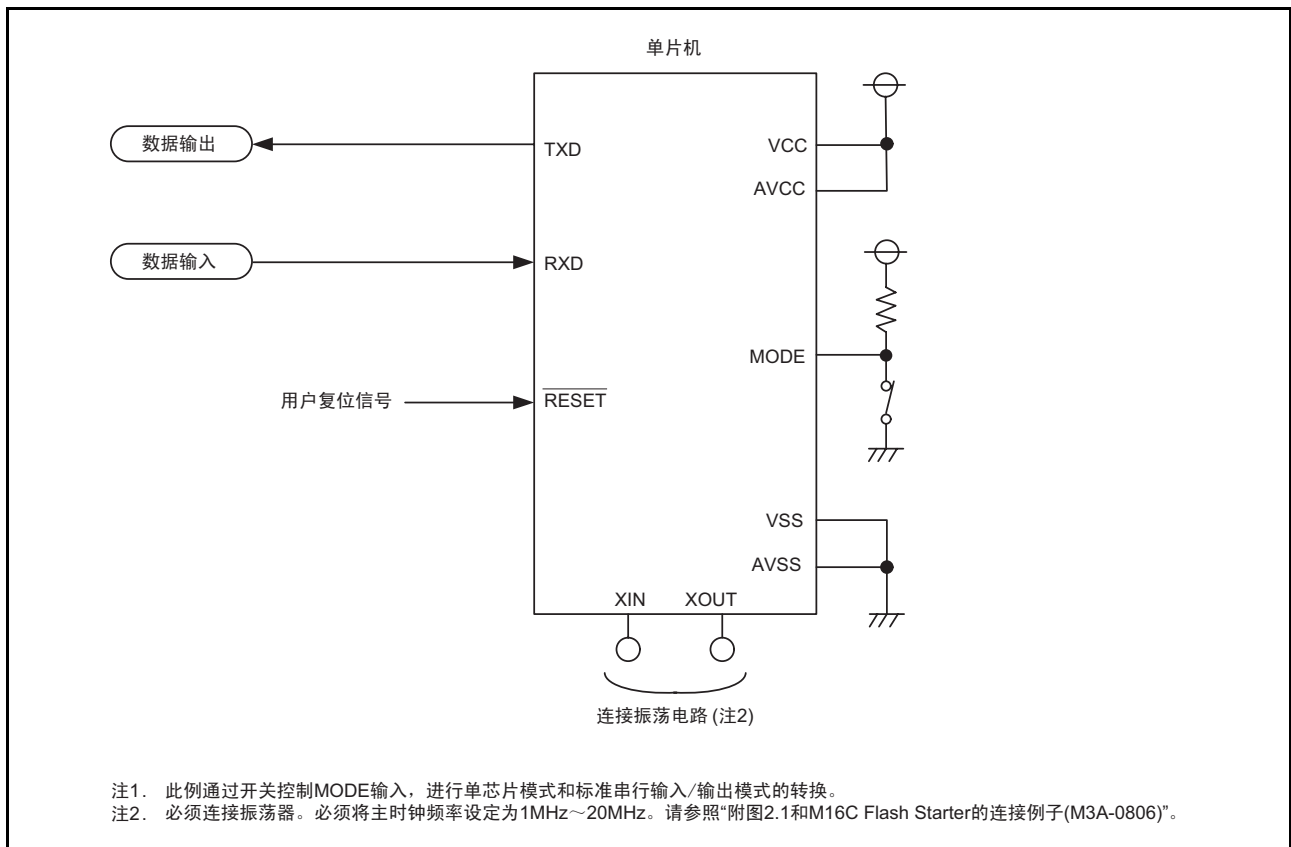 单片机
数据输出
TXD
VCC
AVCC
数据输入
RXD
MODE
用户复位信号
RESET
VSS
AVSS
XIN XOUT
连接振荡电路 (注2)
注1. 此例通过开关控制MODE输入，进行单芯片模式和标准串行输入/输出模式的转换。
注2. 必须连接振荡器。必须将主时钟频率设定为1MHz～20MHz。请参照“附图2.1和M16C Flash Starter的连接例子(M3A-0806)”。